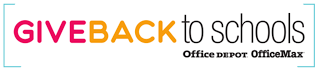 GIVEBACK to schools
Office DEPOT. OfficeMax